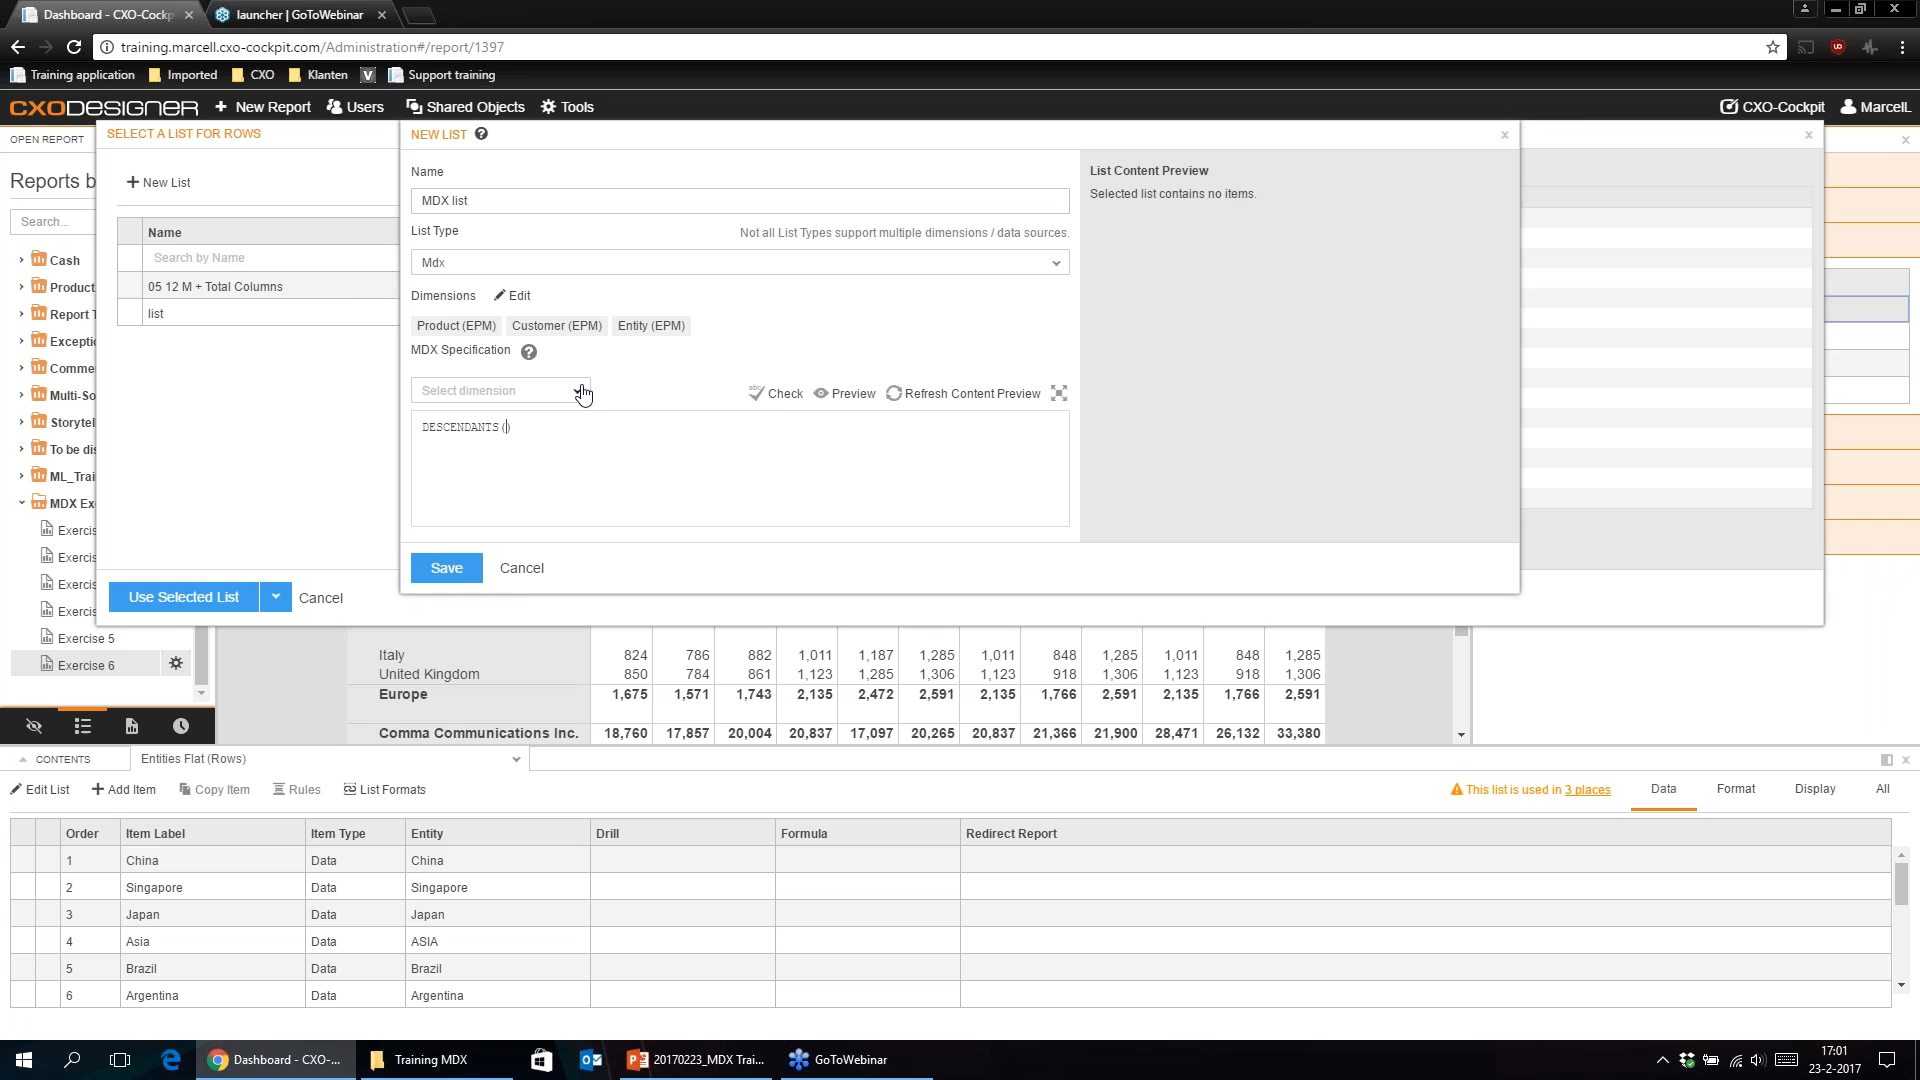 Dashboard - CXO-Cockp
launcher | GoToWebinar
training.marcell.cxo-cockpit.com/Administration#/report/1397
Training application
Imported
CXO
Klanten
V
Support training
CXODESIGNER
New Report
Users
Shared Objects
Tools
CXO-Cockpit
MarcelL
OPEN REPORT
SELECT A LIST FOR ROWS
NEW LIST
Reports b
Search...
Cash
Product
Report T
Exceptio
Comme
Multi-So
Storytel
To be dis
ML_Trai
MDX Ex
Exercis
Exercis
Exercis
Exercis
Exercise 5
Exercise 6
New List
Name
Search by Name
05 12 M + Total Columns
list
Use Selected List
Cancel
Name
MDX list
List Type
Not all List Types support multiple dimensions / data sources.
Mdx
Dimensions
Edit
Product (EPM)
Customer (EPM)
Entity (EPM)
MDX Specification
Select dimension
Check
Preview
Refresh Content Preview
DESCENDANTS()
Save
Cancel
List Content Preview
Selected list contains no items.
Italy 824 786 882 1,011 1,187 1,285 1,011 848 1,285 1,011 848 1,285
United Kingdom 850 784 861 1,123 1,285 1,306 1,123 918 1,306 1,123 918 1,306
Europe 1,675 1,571 1,743 2,135 2,472 2,591 2,135 1,766 2,591 2,135 1,766 2,591
Comma Communications Inc. 18,760 17,857 20,004 20,837 17,097 20,265 20,837 21,366 21,900 28,471 26,132 33,380
CONTENTS
Entities Flat (Rows)
Edit List
Add Item
Copy Item
Rules
List Formats
This list is used in 3 places
Data
Format
Display
All
Order Item Label Item Type Entity Drill Formula Redirect Report
1 China Data China
2 Singapore Data Singapore
3 Japan Data Japan
4 Asia Data ASIA
5 Brazil Data Brazil
6 Argentina Data Argentina
Dashboard - CXO-...
Training MDX
20170223_MDX Trai...
GoToWebinar
17:01
23-2-2017